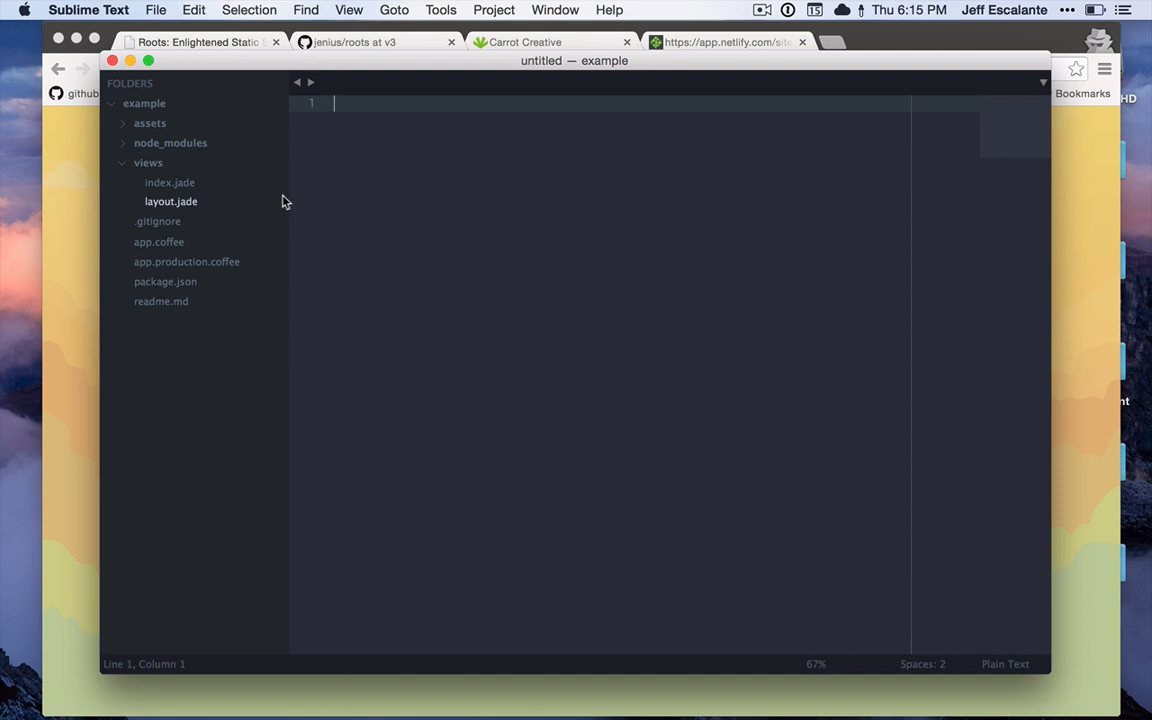 Sublime Text File Edit Selection Find View Goto Tools Project Window Help 15 Thu 6:15 PM Jeff Escalante
Roots: Enlightened Static S jenius/roots at v3 Carrot Creative https://app.netlify.com/site
untitled — example
github
Bookmarks
HD
FOLDERS
example
1
assets
node_modules
views
index.jade
layout.jade
.gitignore
app.coffee
app.production.coffee
package.json
readme.md
nt
Line 1, Column 1 67% Spaces: 2 Plain Text